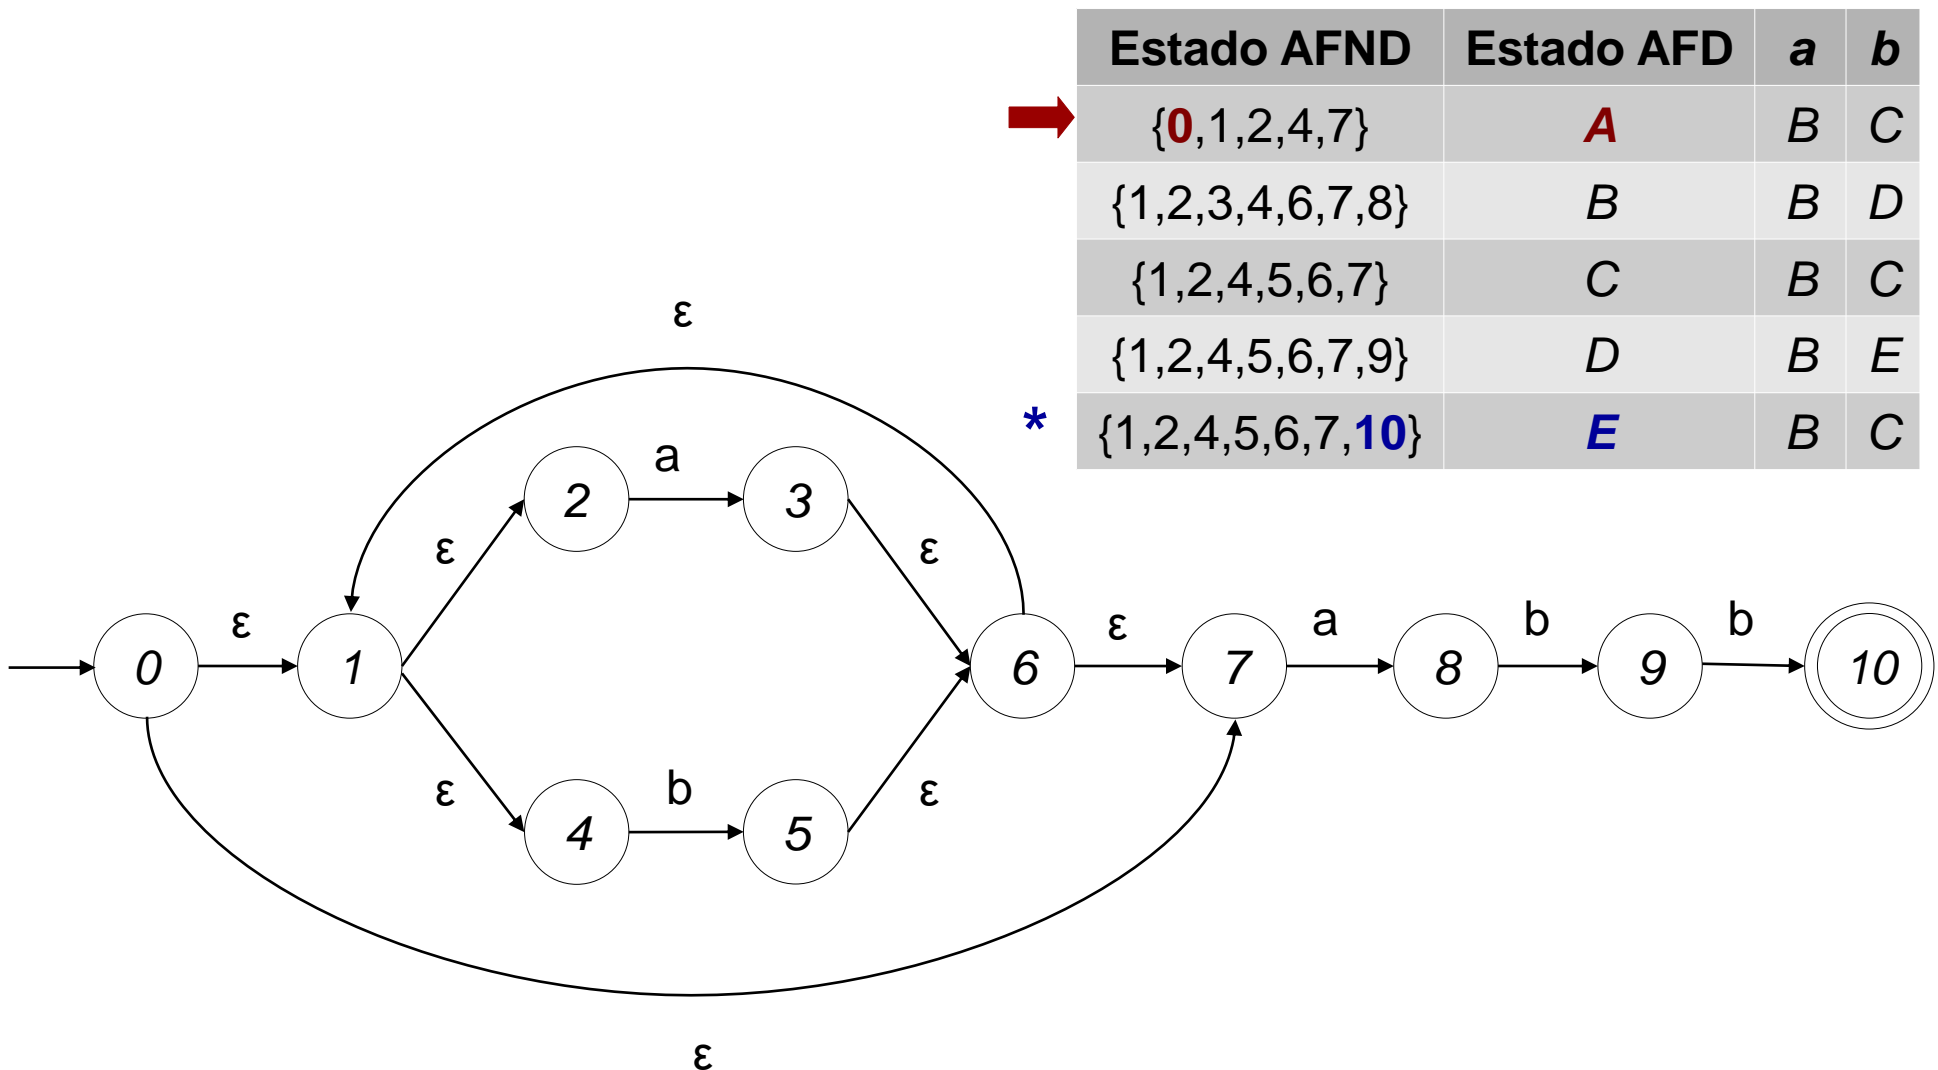 Estado AFND Estado AFD a b
{0,1,2,4,7} A B C
{1,2,3,4,6,7,8} B B D
{1,2,4,5,6,7} C B C
{1,2,4,5,6,7,9} D B E
* {1,2,4,5,6,7,10} E B C
ε
a
2 3
ε ε
ε ε a b b
0 1 6 7 8 9 10
ε b ε
4 5
ε